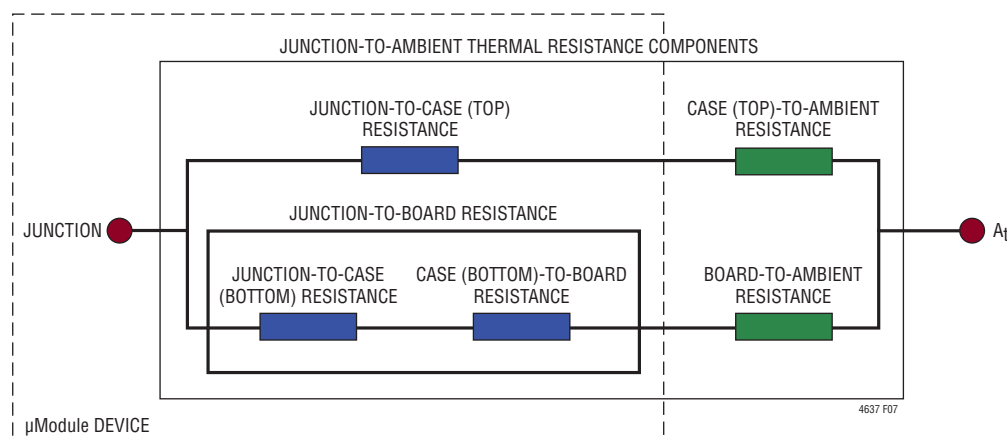 JUNCTION-TO-AMBIENT THERMAL RESISTANCE COMPONENTS
JUNCTION-TO-CASE (TOP)
RESISTANCE
CASE (TOP)-TO-AMBIENT
RESISTANCE
JUNCTION-TO-BOARD RESISTANCE
JUNCTION
At
JUNCTION-TO-CASE
(BOTTOM) RESISTANCE
CASE (BOTTOM)-TO-BOARD
RESISTANCE
BOARD-TO-AMBIENT
RESISTANCE
4637 F07
µModule DEVICE